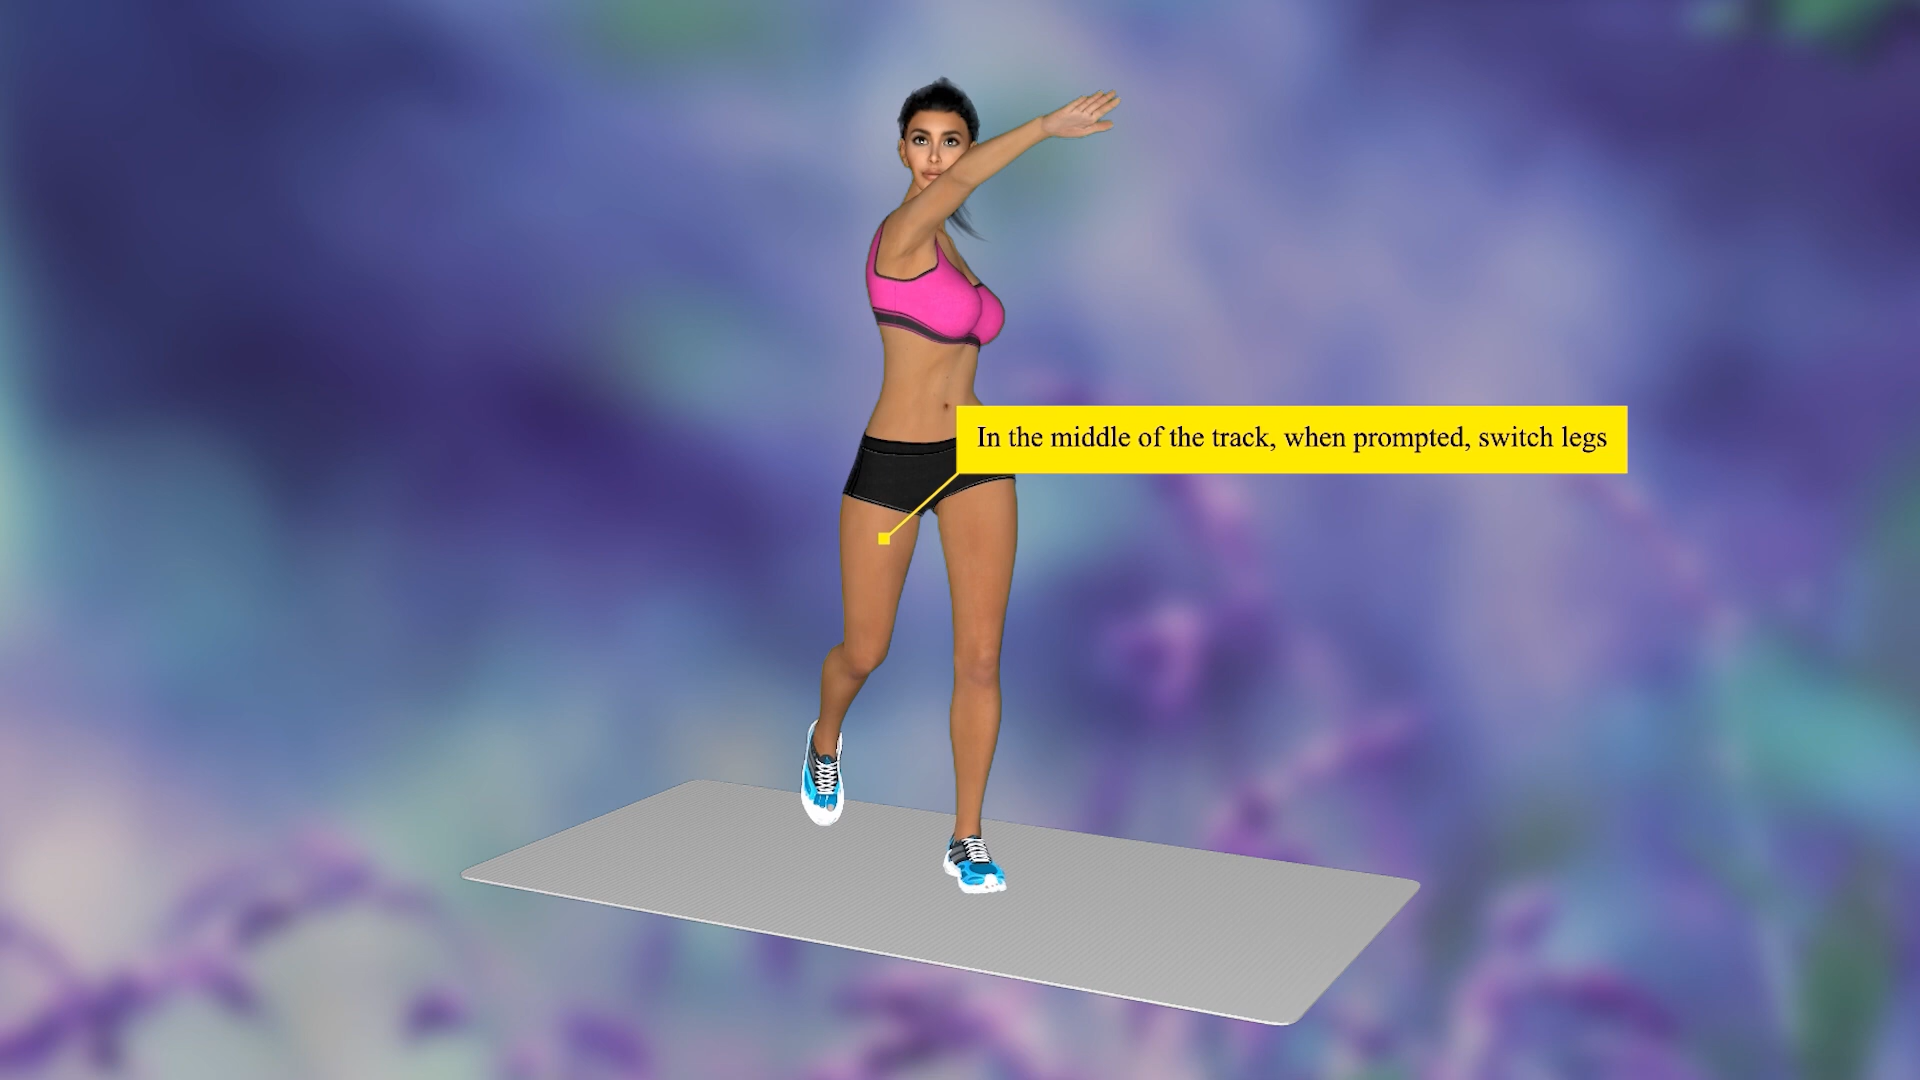 In the middle of the track, when prompted, switch legs